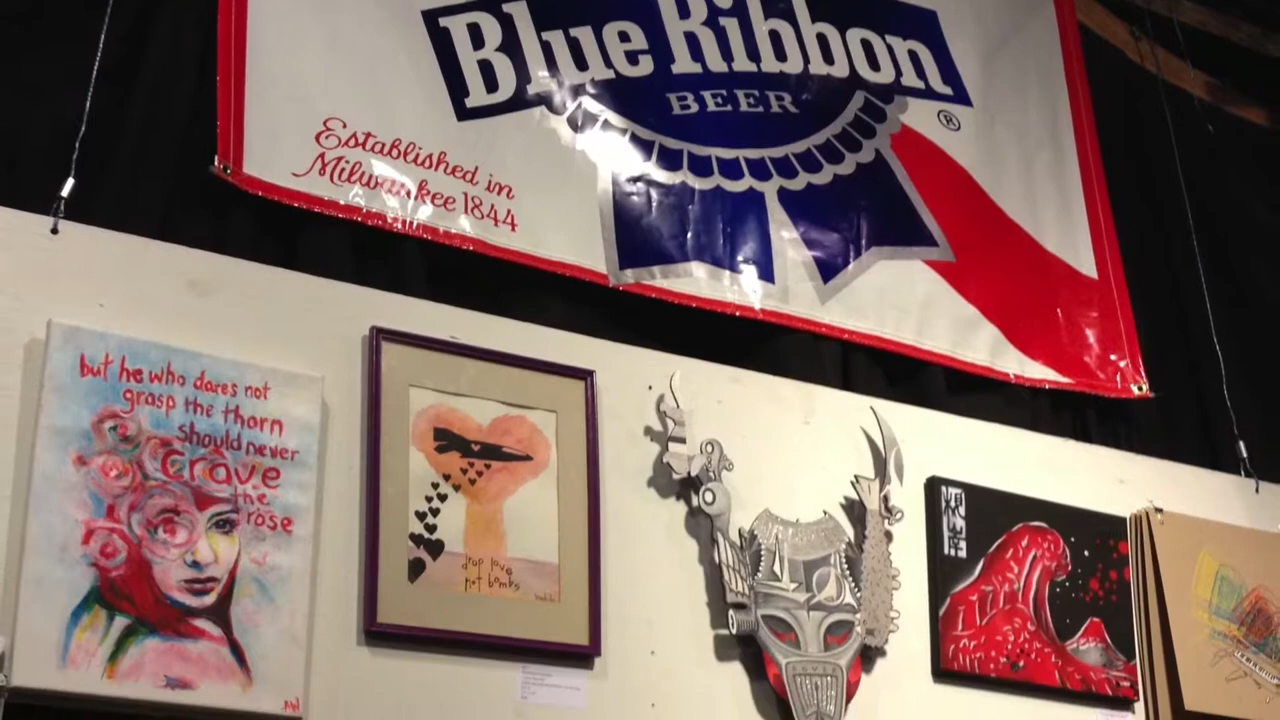 Blue Ribbon
BEER
®
Established in
Milwaukee 1844
but he who dares not
grasp the thorn
should never
crave
the
rose
drop love
not bombs
LOVER